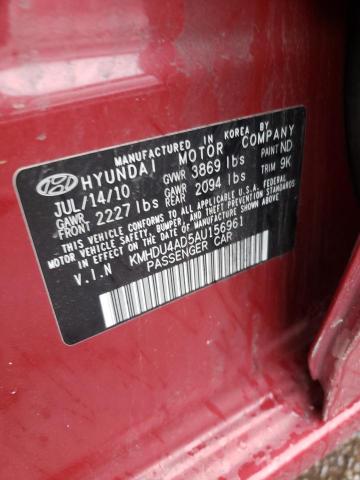 MANUFACTURED IN KOREA BY
HYUNDAI MOTOR COMPANY
JUL/14/10 GVWR 3869 lbs PAINT ND
GAWR FRONT 2227 lbs GAWR REAR 2094 lbs TRIM 9K
THIS VEHICLE CONFORMS TO ALL APPLICABLE U.S.A. FEDERAL
MOTOR VEHICLE SAFETY, BUMPER, AND THEFT PREVENTION
STANDARDS IN EFFECT ON THE DATE OF MANUFACTURE SHOWN ABOVE.
V.I.N KMHDU4AD5AU156961
PASSENGER CAR